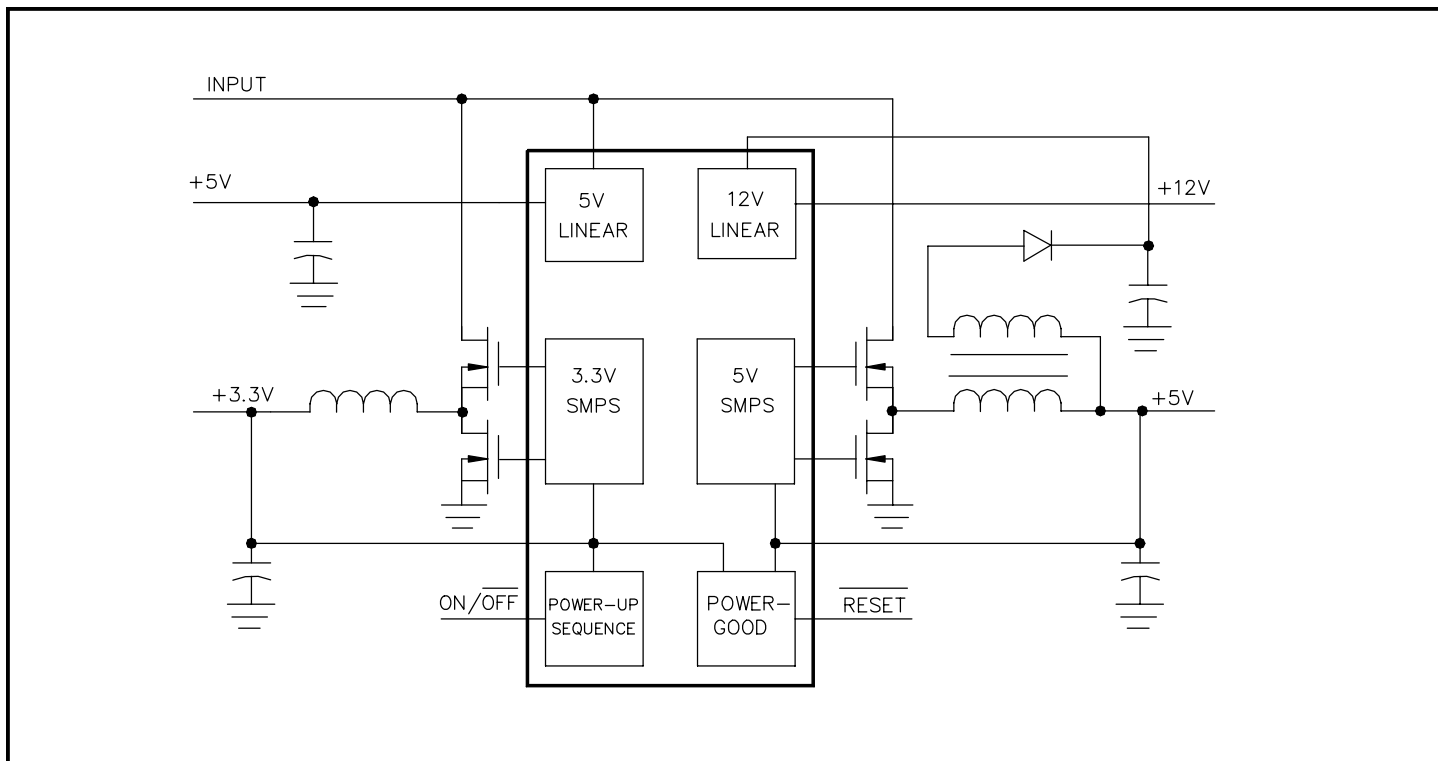 INPUT
+5V
5V
LINEAR
12V
LINEAR
+12V
+3.3V
3.3V
SMPS
5V
SMPS
+5V
ON/OFF
POWER-UP
SEQUENCE
POWER-
GOOD
RESET